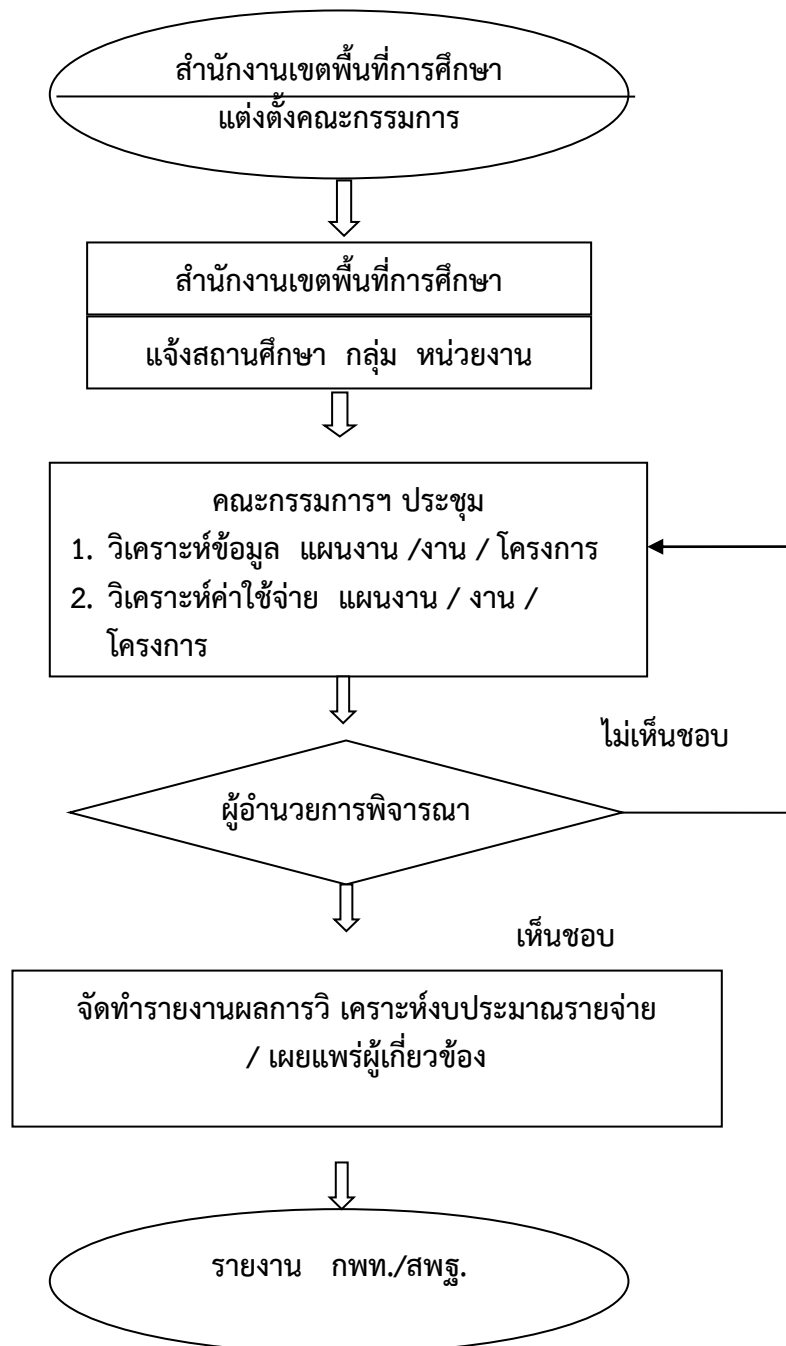 สำนักงานเขตพื้นที่การศึกษา
แต่งตั้งคณะกรรมการ
สำนักงานเขตพื้นที่การศึกษา
แจ้งสถานศึกษา กลุ่ม หน่วยงาน
คณะกรรมการฯ ประชุม
1. วิเคราะห์ข้อมูล แผนงาน /งาน / โครงการ
2. วิเคราะห์ค่าใช้จ่าย แผนงาน / งาน /
โครงการ
ไม่เห็นชอบ
ผู้อำนวยการพิจารณา
เห็นชอบ
จัดทำรายงานผลการวิ เคราะห์งบประมาณรายจ่าย
/ เผยแพร่ผู้เกี่ยวข้อง
รายงาน กพท./สพฐ.